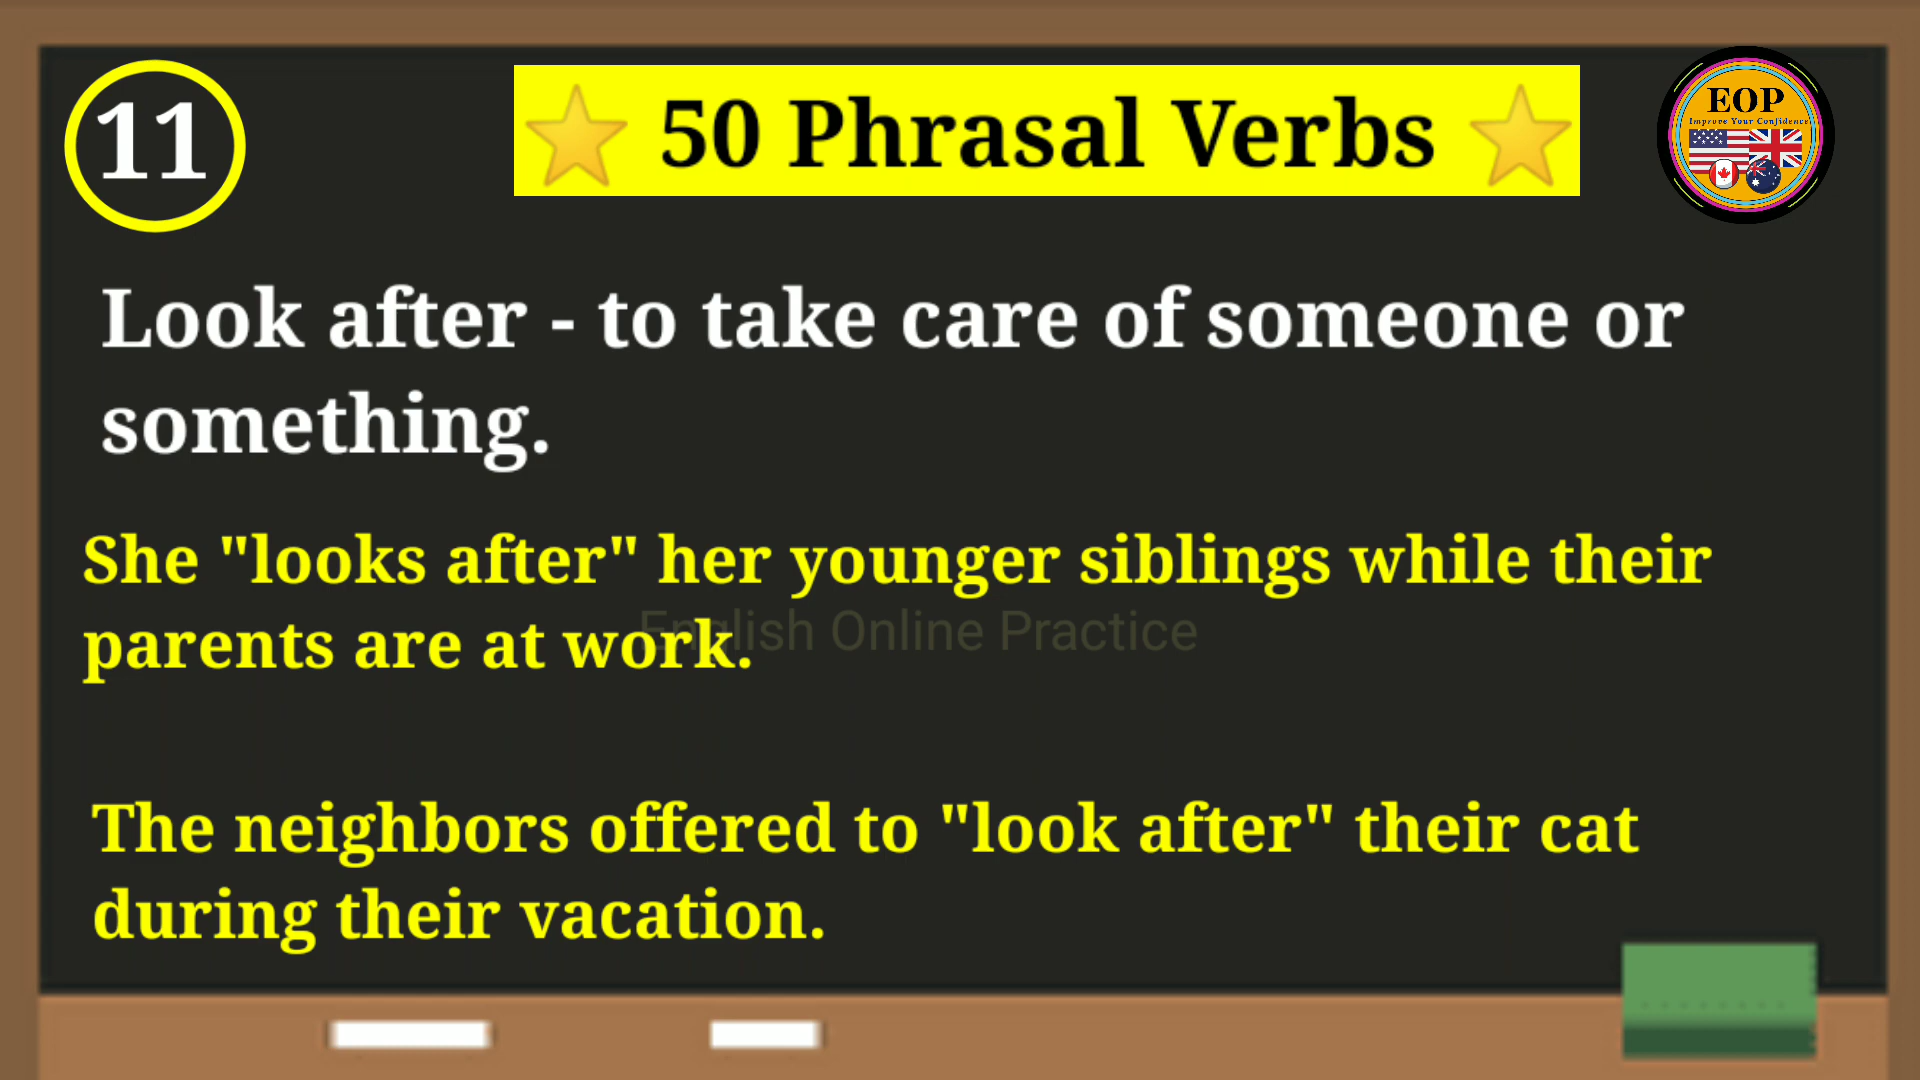 11
50 Phrasal Verbs
EOP
Improve Your Confidence
Look after - to take care of someone or
something.
She "looks after" her younger siblings while their
parents are at work.
English Online Practice
The neighbors offered to "look after" their cat
during their vacation.